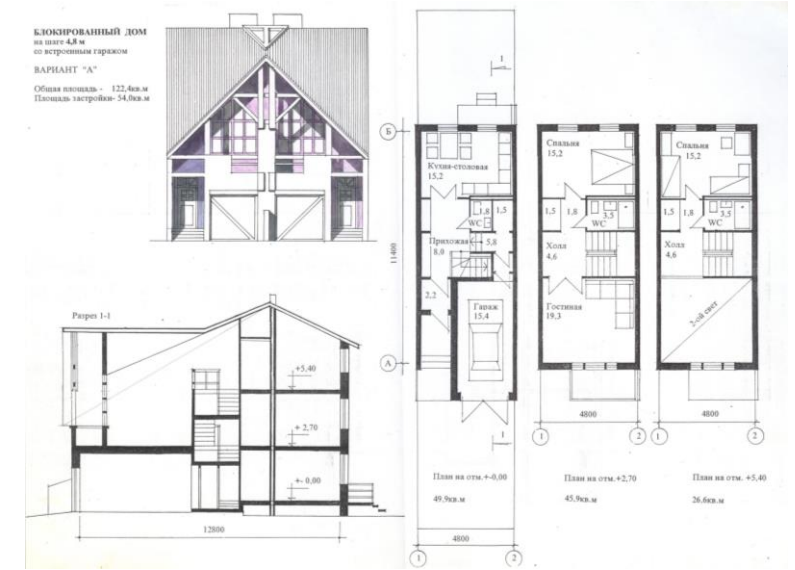 БЛОКИРОВАННЫЙ ДОМ
на шаге 4,8 м
со встроенным гаражом
ВАРИАНТ "А"
Общая площадь - 122,4кв.м
Площадь застройки- 54,0кв.м
Разрез 1-1
+5,40
+ 2,70
+- 0,00
12800
1
Б
11400
А
Кухня-столовая
15,2
1,8
1,5
WC
Прихожая
8,0
5,8
2,2
Гараж
15,4
1
План на отм.+-0,00
49,9кв.м
4800
1
2
Спальня
15,2
1,5
1,8
3,5
WC
Холл
4,6
Гостиная
19,3
4800
1
2
План на отм.+2,70
45,9кв.м
Спальня
15,2
1,5
1,8
3,5
WC
Холл
4,6
2-ой свет
4800
1
2
План на отм. +5,40
26,6кв.м